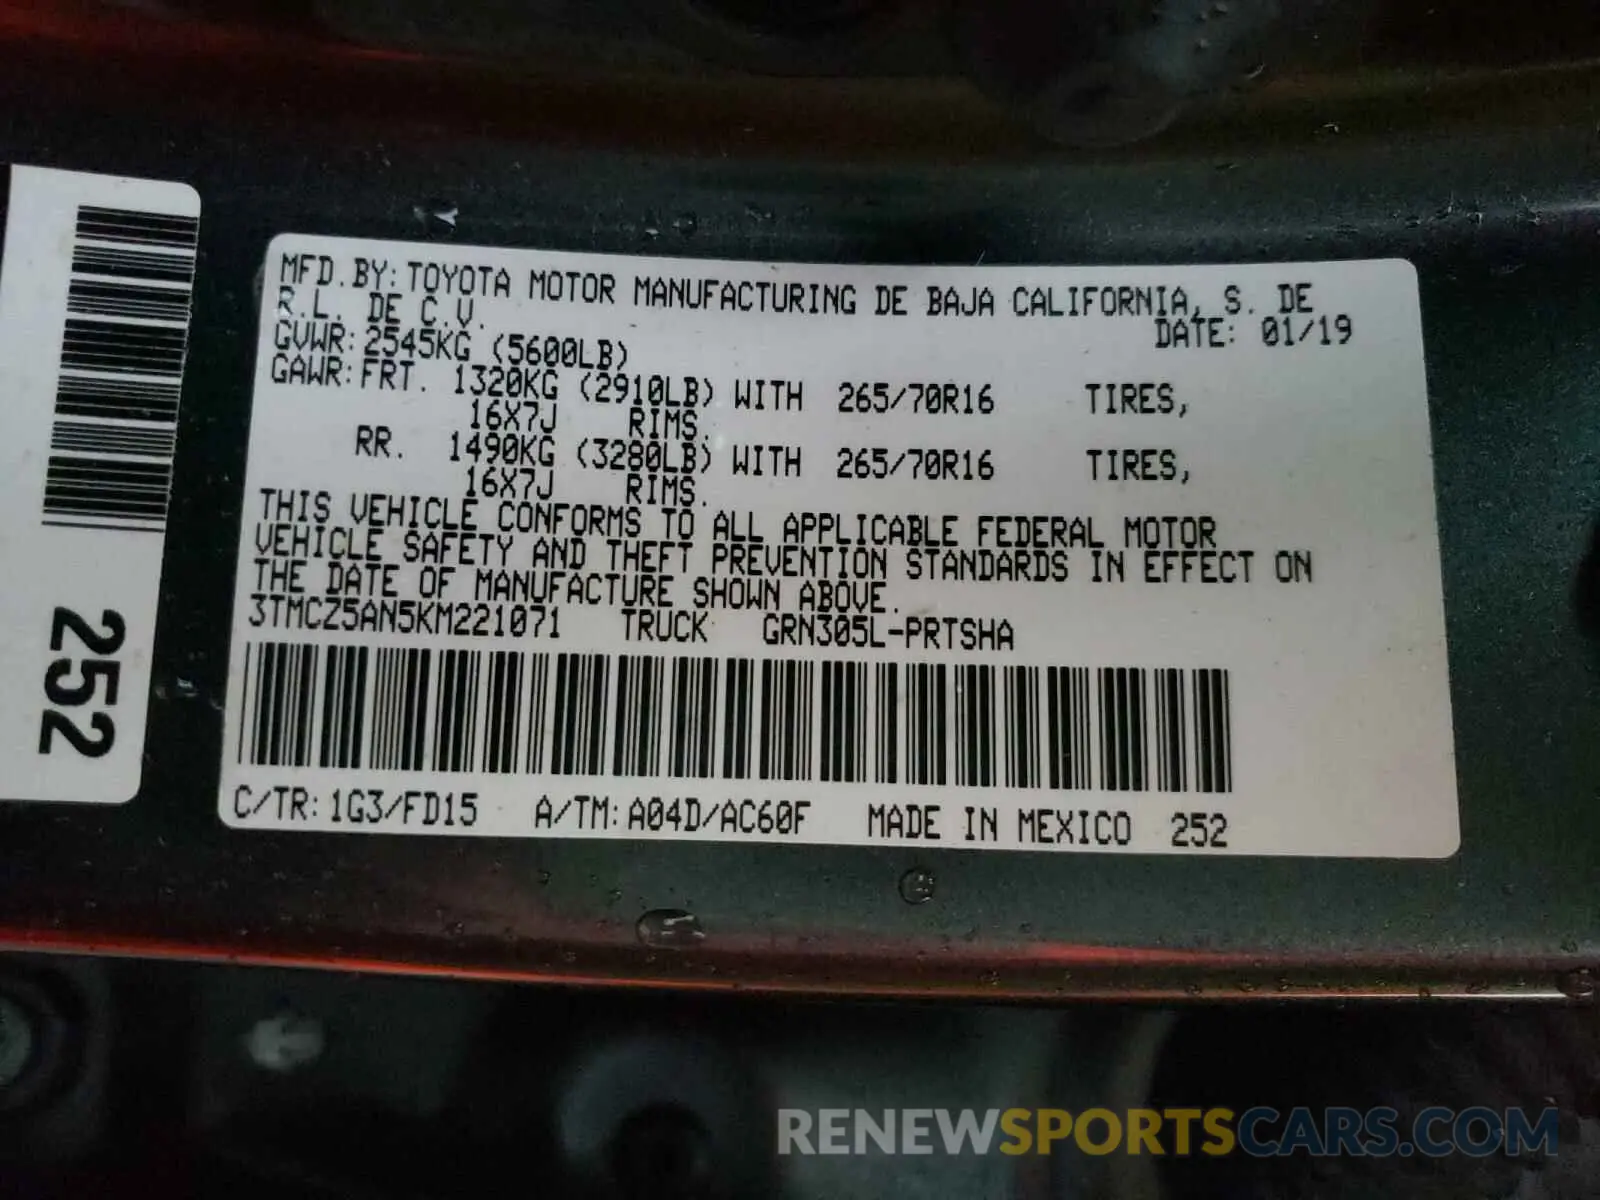 252
MFD.BY: TOYOTA MOTOR MANUFACTURING DE BAJA CALIFORNIA, S. DE
R.L. DE C.V.
DATE: 01/19
GVWR: 2545KG (5600LB)
GAWR: FRT. 1320KG (2910LB) WITH 265/70R16 TIRES,
16X7J RIMS.
RR. 1490KG (3280LB) WITH 265/70R16 TIRES,
16X7J RIMS.
THIS VEHICLE CONFORMS TO ALL APPLICABLE FEDERAL MOTOR
VEHICLE SAFETY AND THEFT PREVENTION STANDARDS IN EFFECT ON
THE DATE OF MANUFACTURE SHOWN ABOVE.
3TMCZ5AN5KM221071 TRUCK GRN305L-PRTSHA
C/TR: 1G3/FD15 A/TM: A04D/AC60F MADE IN MEXICO 252
RENEWSPORTSCARS.COM